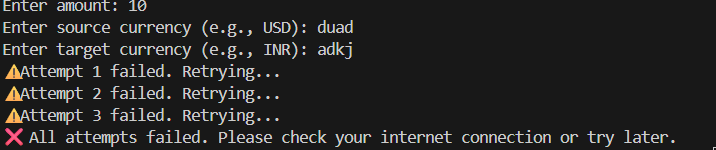 Enter amount: 10
Enter source currency (e.g., USD): duad
Enter target currency (e.g., INR): adkj
⚠️Attempt 1 failed. Retrying...
⚠️Attempt 2 failed. Retrying...
⚠️Attempt 3 failed. Retrying...
❌ All attempts failed. Please check your internet connection or try later.